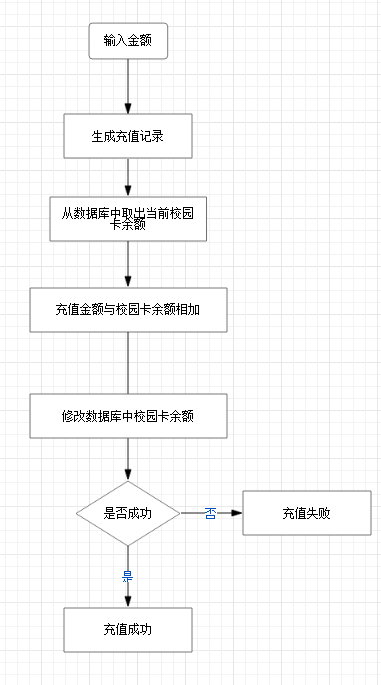 输入金额
生成充值记录
从数据库中取出当前校园
卡余额
充值金额与校园卡余额相加
修改数据库中校园卡余额
是否成功
否
充值失败
是
充值成功